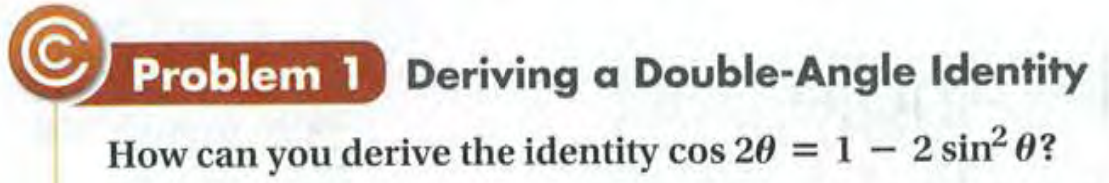 © Problem 1 Deriving a Double-Angle Identity
How can you derive the identity cos 2θ = 1 − 2 sin² θ?